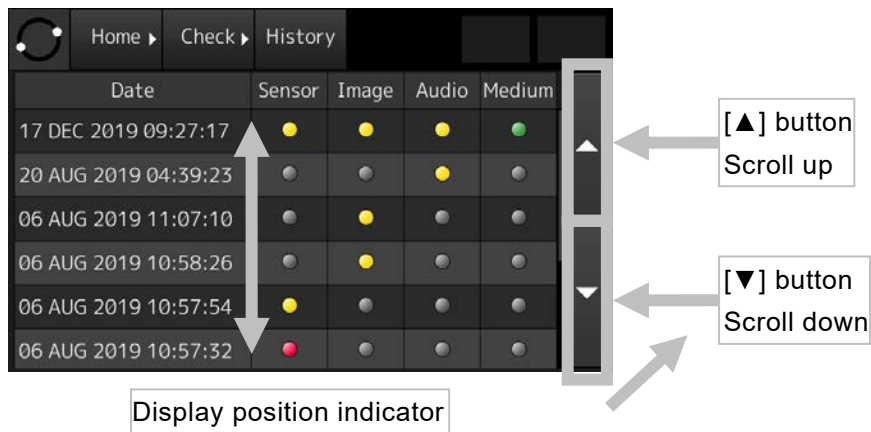 Home Check History
Date Sensor Image Audio Medium
17 DEC 2019 09:27:17
20 AUG 2019 04:39:23
06 AUG 2019 11:07:10
06 AUG 2019 10:58:26
06 AUG 2019 10:57:54
06 AUG 2019 10:57:32
[▲] button
Scroll up
[▼] button
Scroll down
Display position indicator